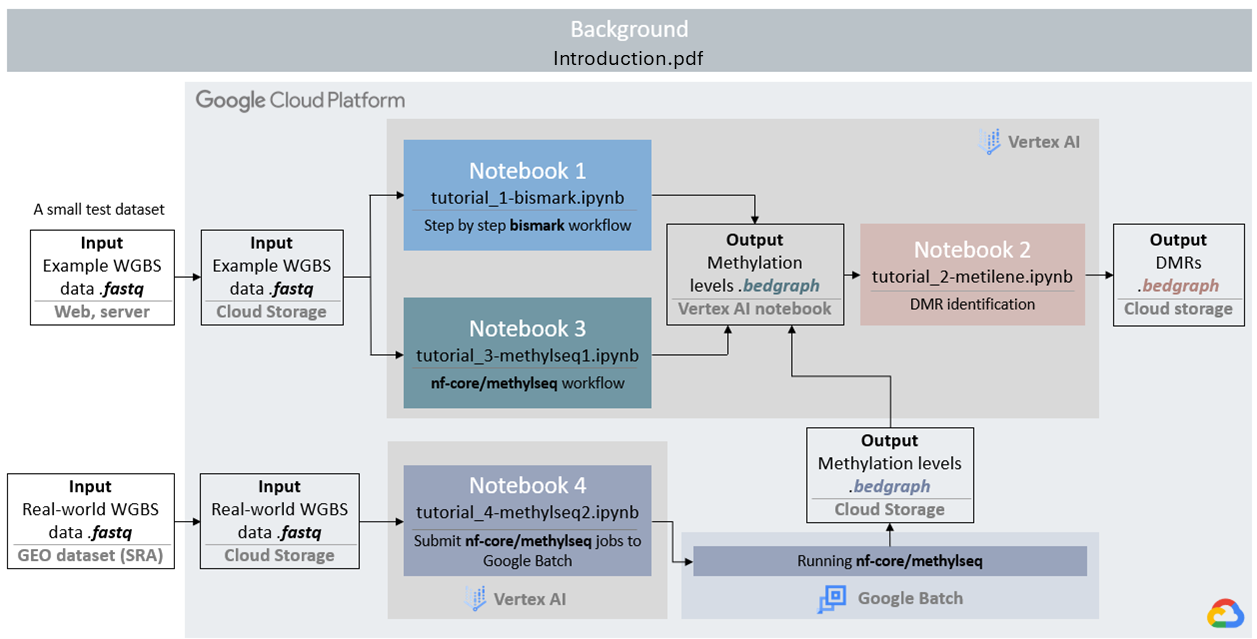 Background
Introduction.pdf
Google Cloud Platform
Vertex AI
Notebook 1
tutorial_1-bismark.ipynb
Step by step bismark workflow
A small test dataset
Input
Example WGBS
data .fastq
Web, server
Input
Example WGBS
data .fastq
Cloud Storage
Notebook 3
tutorial_3-methylseq1.ipynb
nf-core/methylseq workflow
Output
Methylation
levels .bedgraph
Vertex AI notebook
Notebook 2
tutorial_2-metilene.ipynb
DMR identification
Output
DMRs
.bedgraph
Cloud storage
Input
Real-world WGBS
data .fastq
GEO dataset (SRA)
Input
Real-world WGBS
data .fastq
Cloud Storage
Notebook 4
tutorial_4-methylseq2.ipynb
Submit nf-core/methylseq jobs to
Google Batch
Vertex AI
Output
Methylation levels
.bedgraph
Cloud Storage
Running nf-core/methylseq
Google Batch